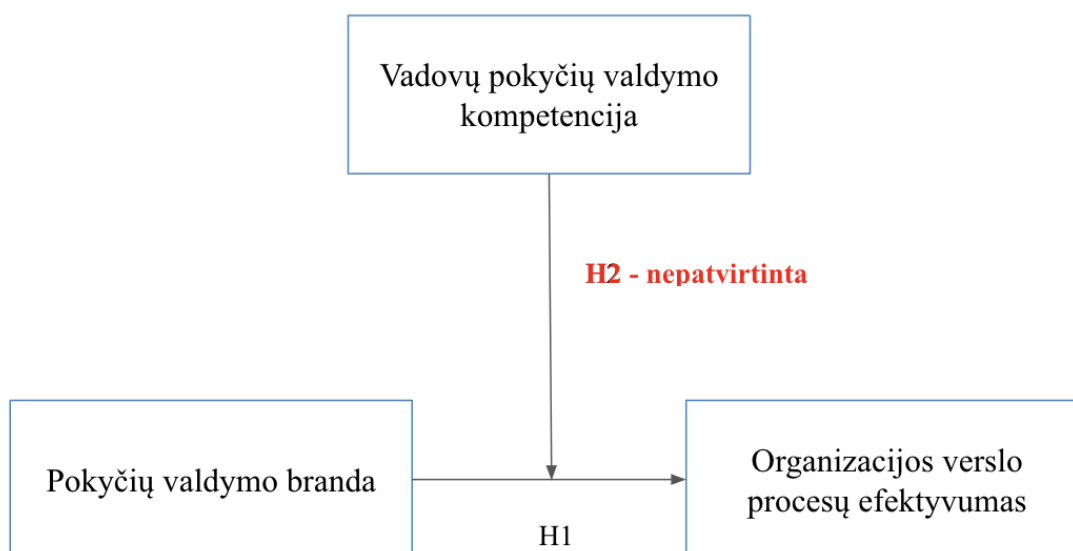 Vadovų pokyčių valdymo
kompetencija
H2 - nepatvirtinta
Pokyčių valdymo branda
Organizacijos verslo
procesų efektyvumas
H1